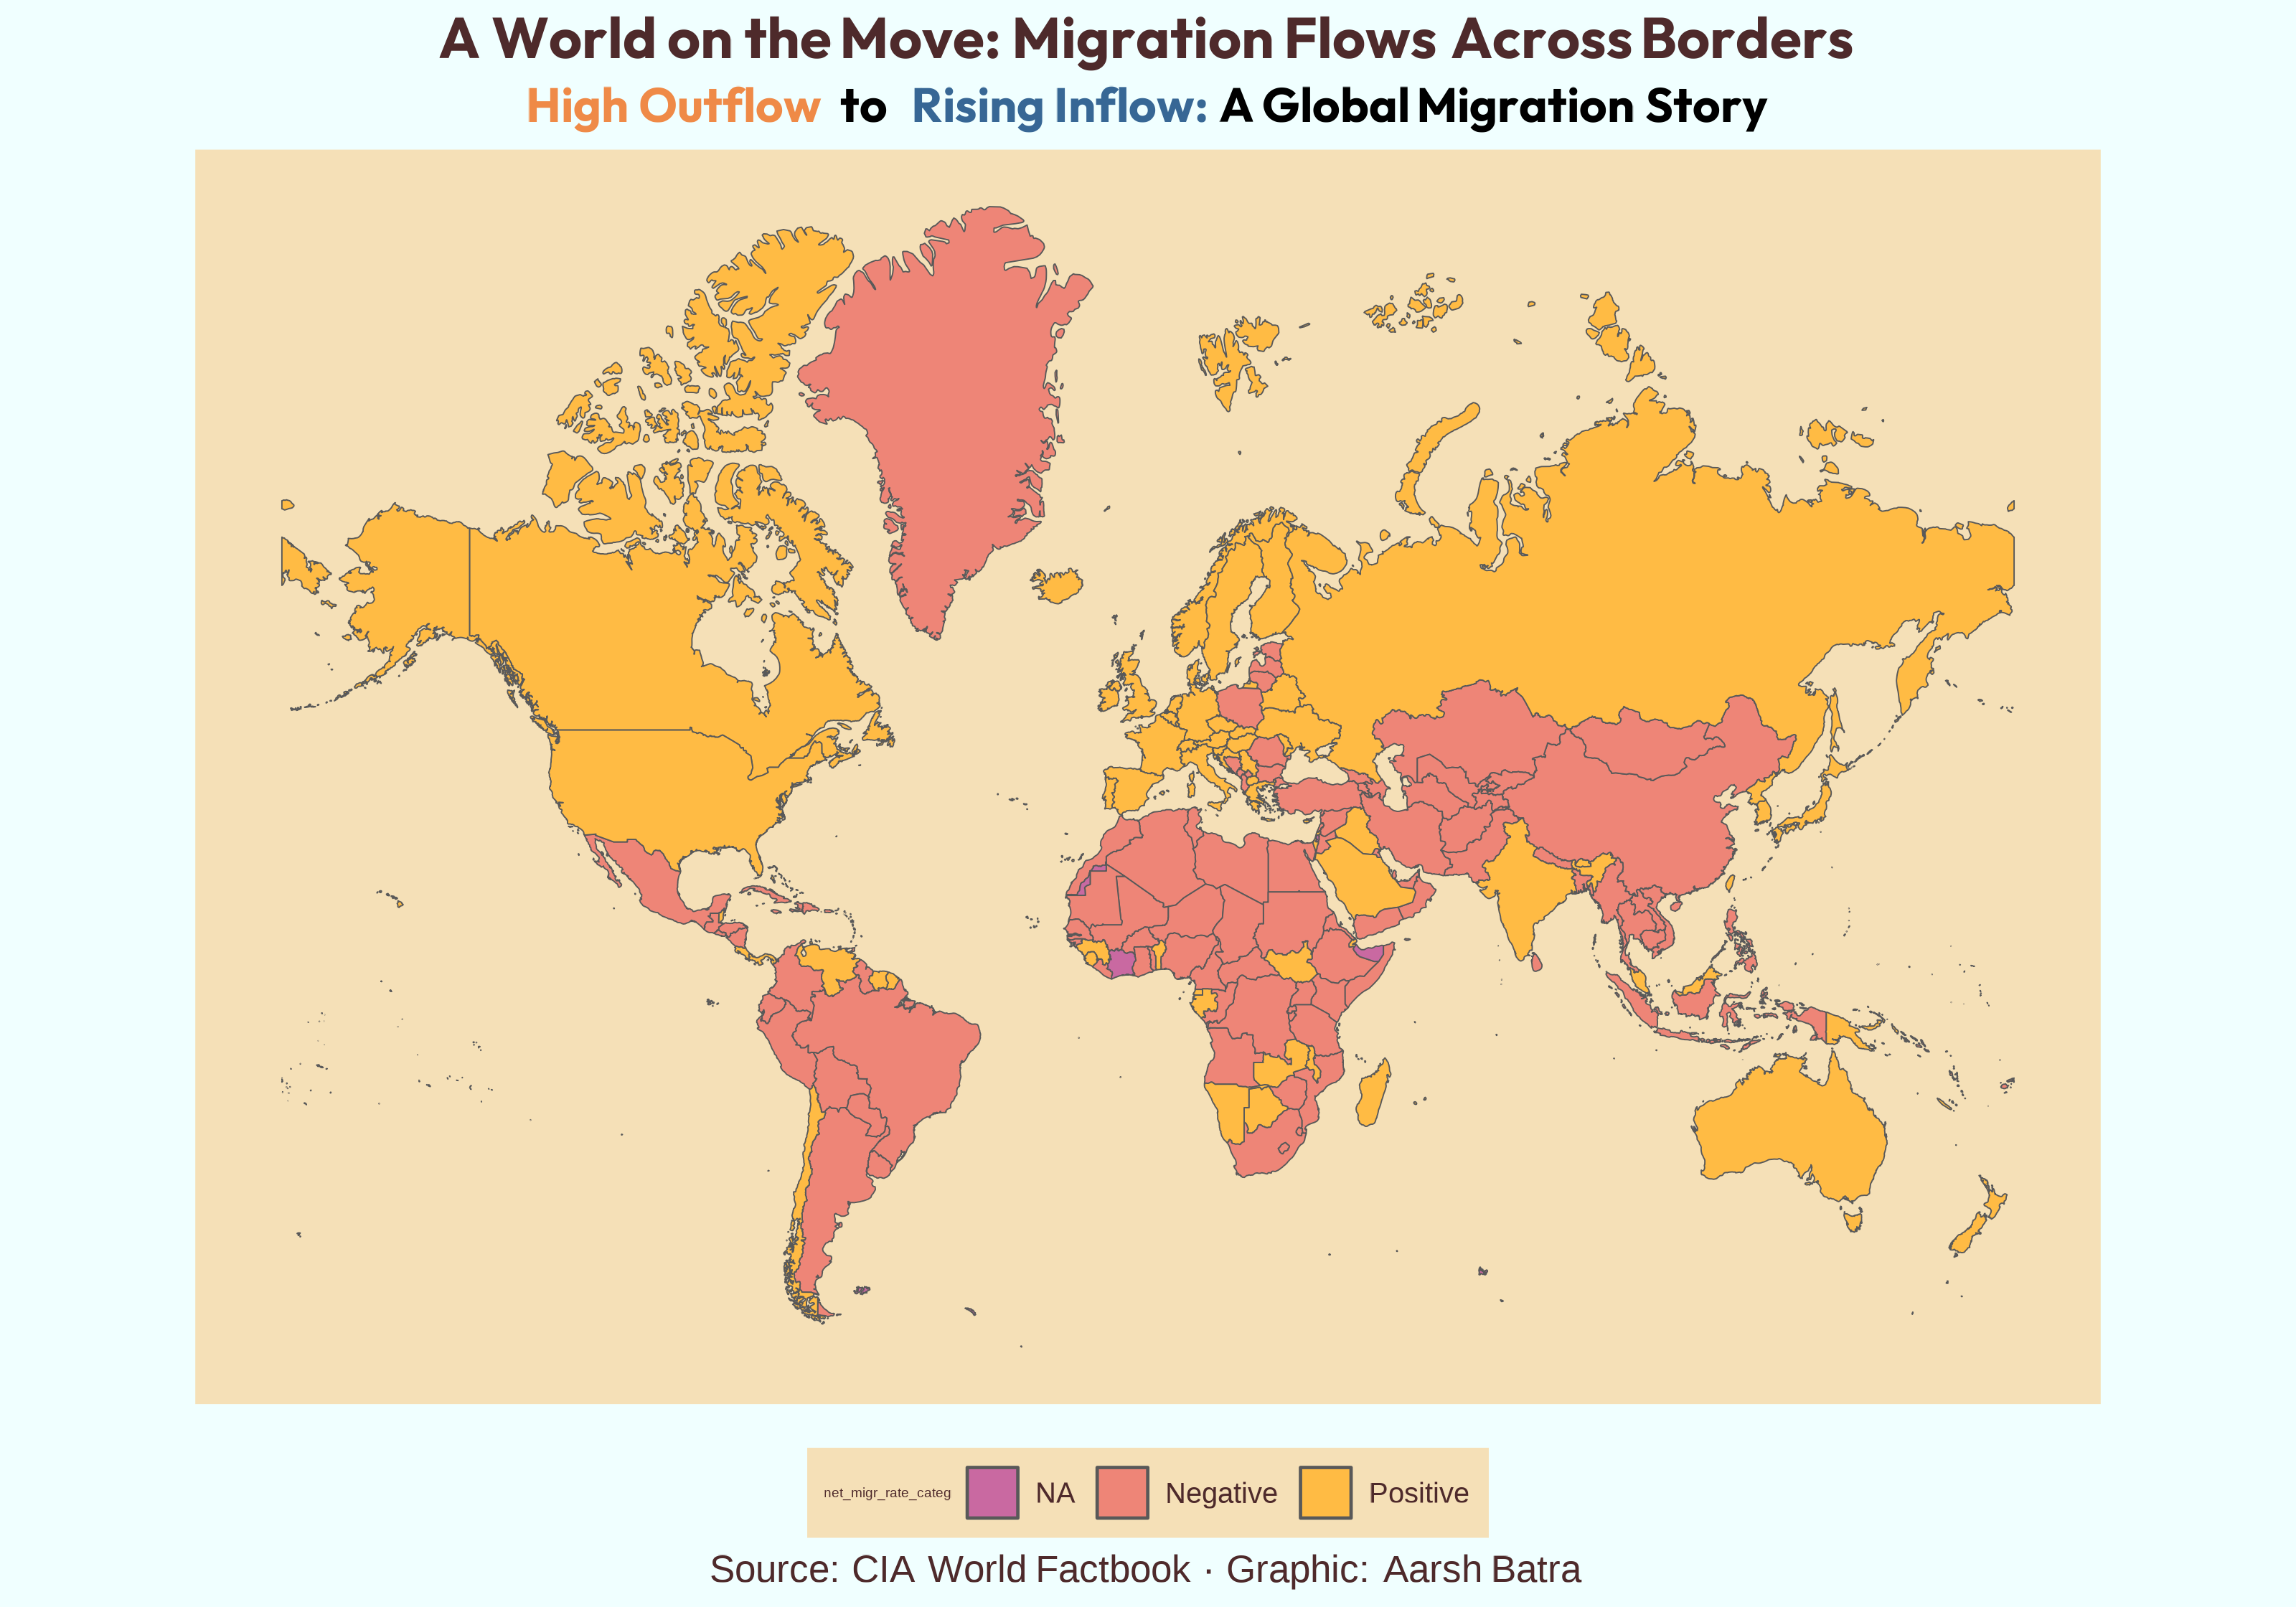 A World on the Move: Migration Flows Across Borders
High Outflow to Rising Inflow: A Global Migration Story
net_migr_rate_categ NA Negative Positive
Source: CIA World Factbook · Graphic: Aarsh Batra